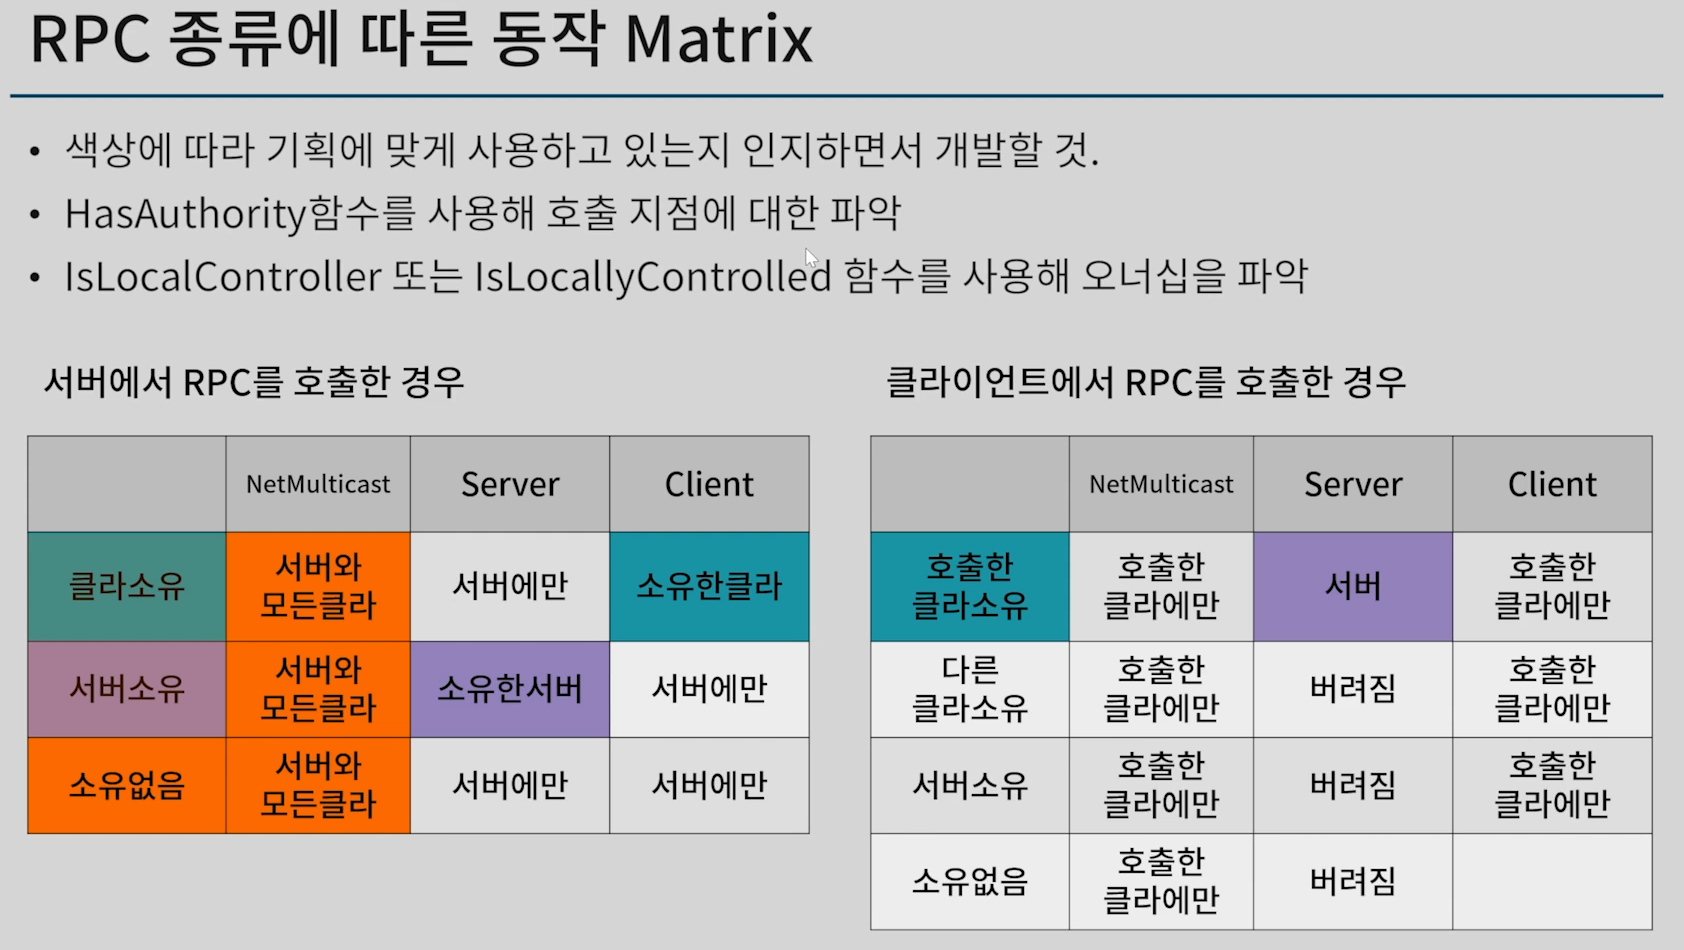 RPC 종류에 따른 동작 Matrix
• 색상에 따라 기획에 맞게 사용하고 있는지 인지하면서 개발할 것.
• HasAuthority함수를 사용해 호출 지점에 대한 파악
• IsLocalController 또는 IsLocallyControlled 함수를 사용해 오너십을 파악
서버에서 RPC를 호출한 경우
NetMulticast Server Client
클라소유 서버와 모든클라 서버에만 소유한클라
서버소유 서버와 모든클라 소유한서버 서버에만
소유없음 서버와 모든클라 서버에만 서버에만
클라이언트에서 RPC를 호출한 경우
NetMulticast Server Client
호출한 클라소유 호출한 클라에만 서버 호출한 클라에만
다른 클라소유 호출한 클라에만 버려짐 호출한 클라에만
서버소유 호출한 클라에만 버려짐 호출한 클라에만
소유없음 호출한 클라에만 버려짐